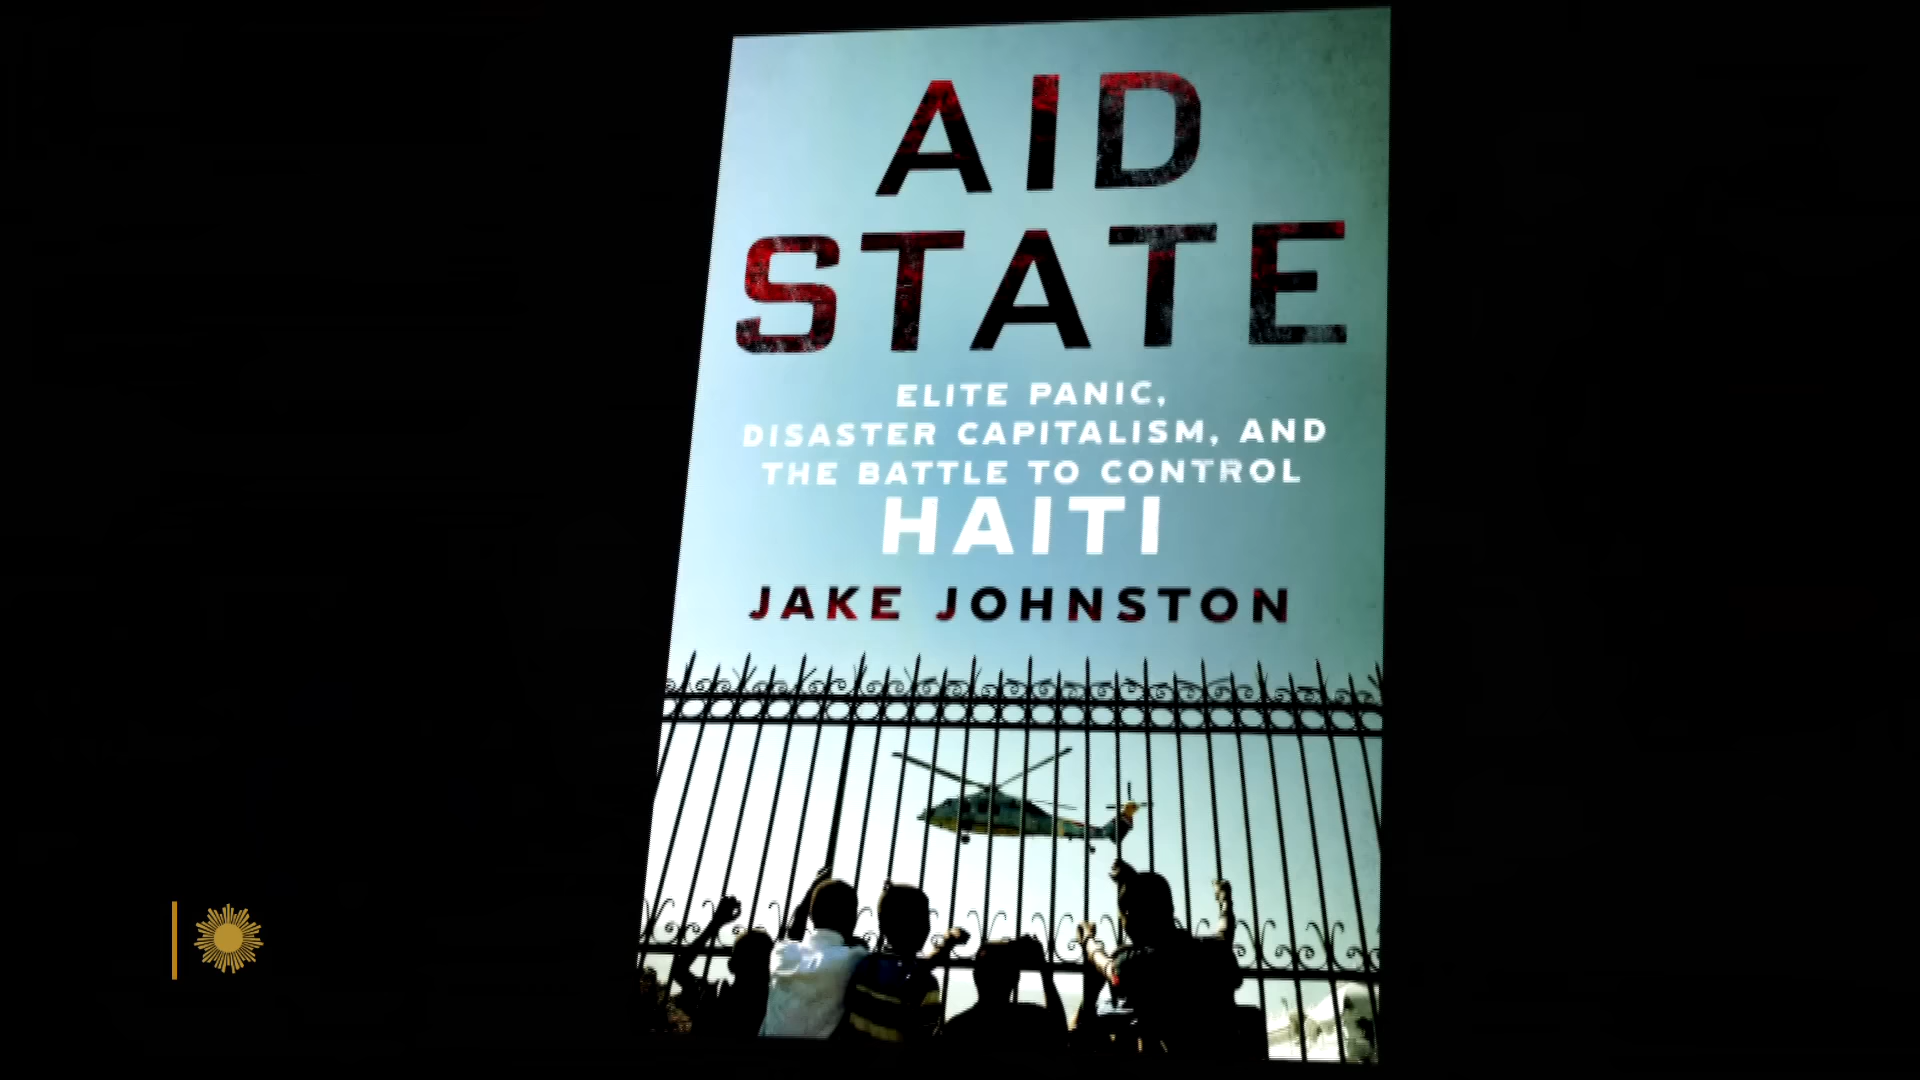 AID
STATE
ELITE PANIC,
DISASTER CAPITALISM, AND
THE BATTLE TO CONTROL
HAITI
JAKE JOHNSTON